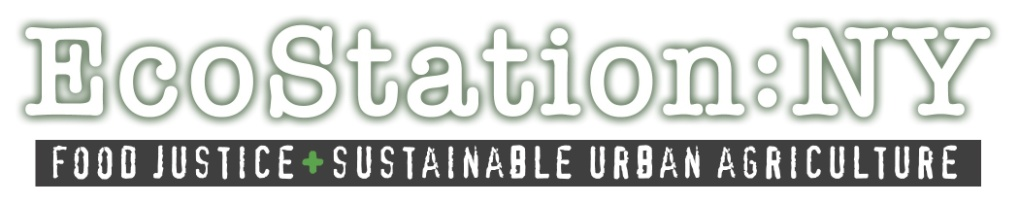 EcoStation:NY
FOOD JUSTICE+SUSTAINABLE URBAN AGRICULTURE